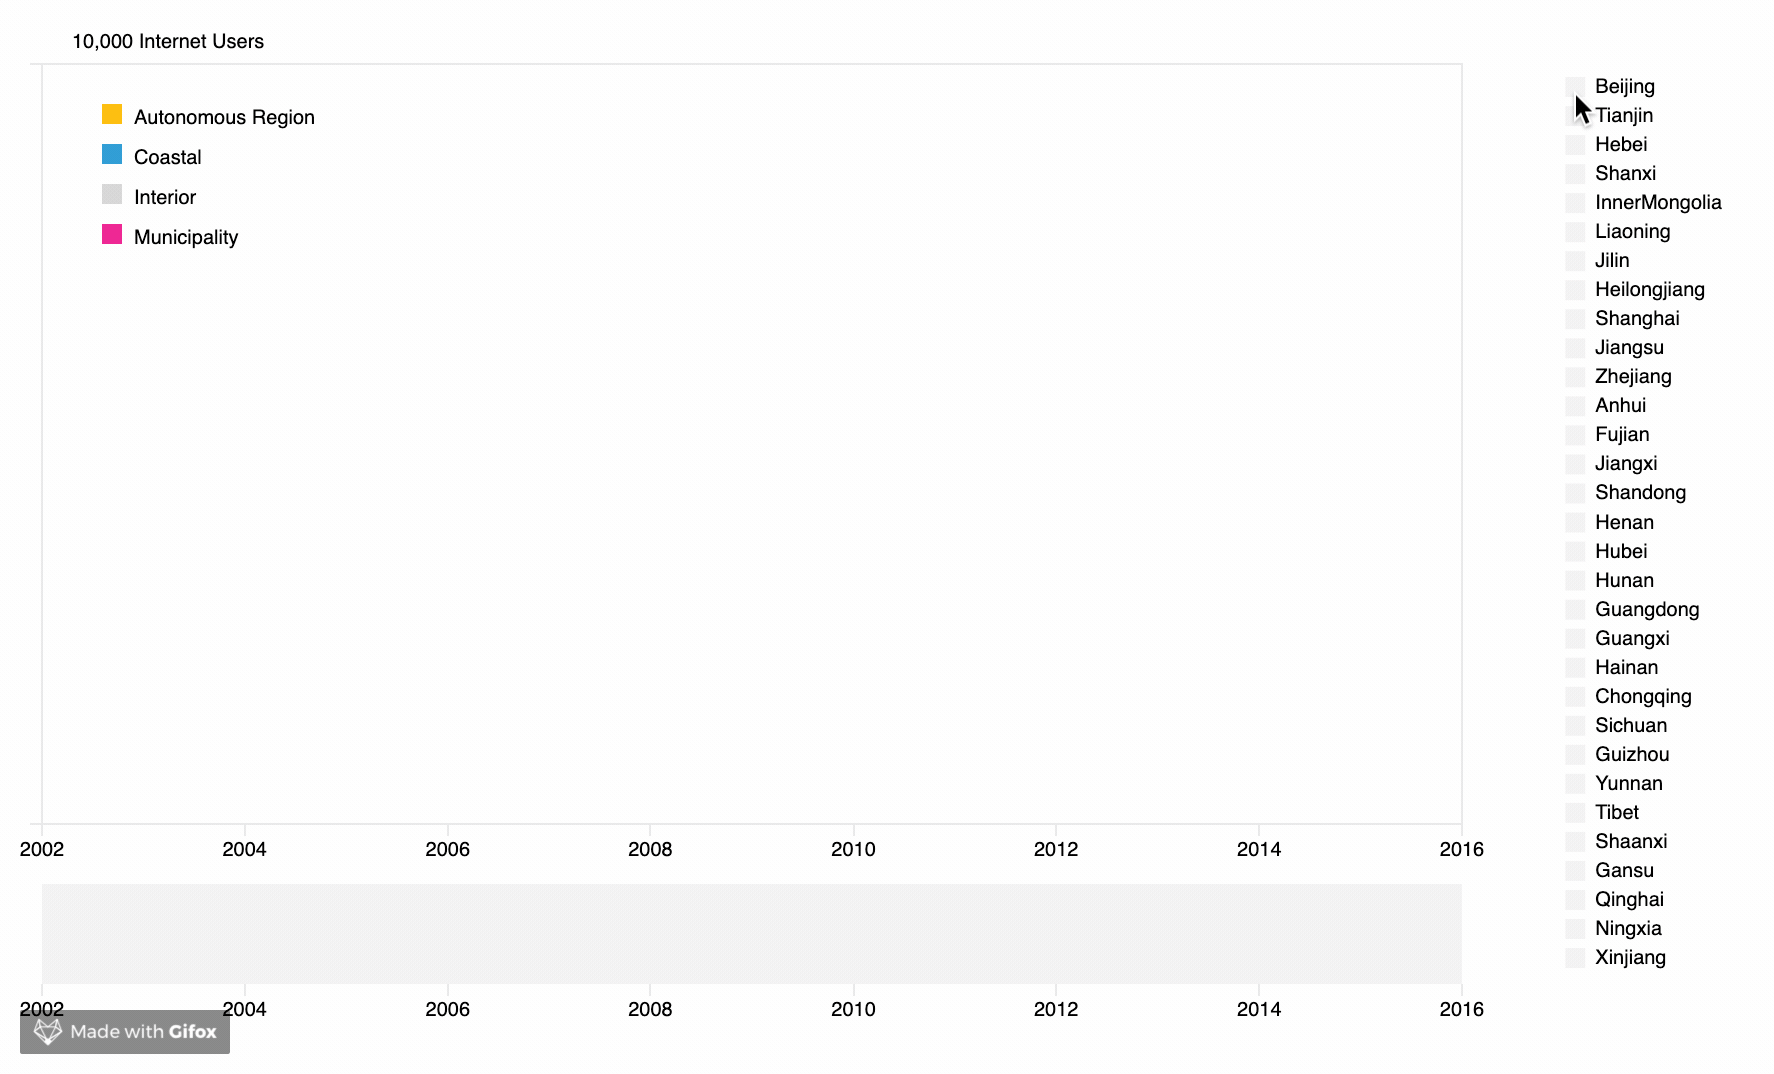 10,000 Internet Users
Autonomous Region
Coastal
Interior
Municipality
Beijing
Tianjin
Hebei
Shanxi
InnerMongolia
Liaoning
Jilin
Heilongjiang
Shanghai
Jiangsu
Zhejiang
Anhui
Fujian
Jiangxi
Shandong
Henan
Hubei
Hunan
Guangdong
Guangxi
Hainan
Chongqing
Sichuan
Guizhou
Yunnan
Tibet
Shaanxi
Gansu
Qinghai
Ningxia
Xinjiang
2002 2004 2006 2008 2010 2012 2014 2016
2002 2004 2006 2008 2010 2012 2014 2016
Made with Gifox